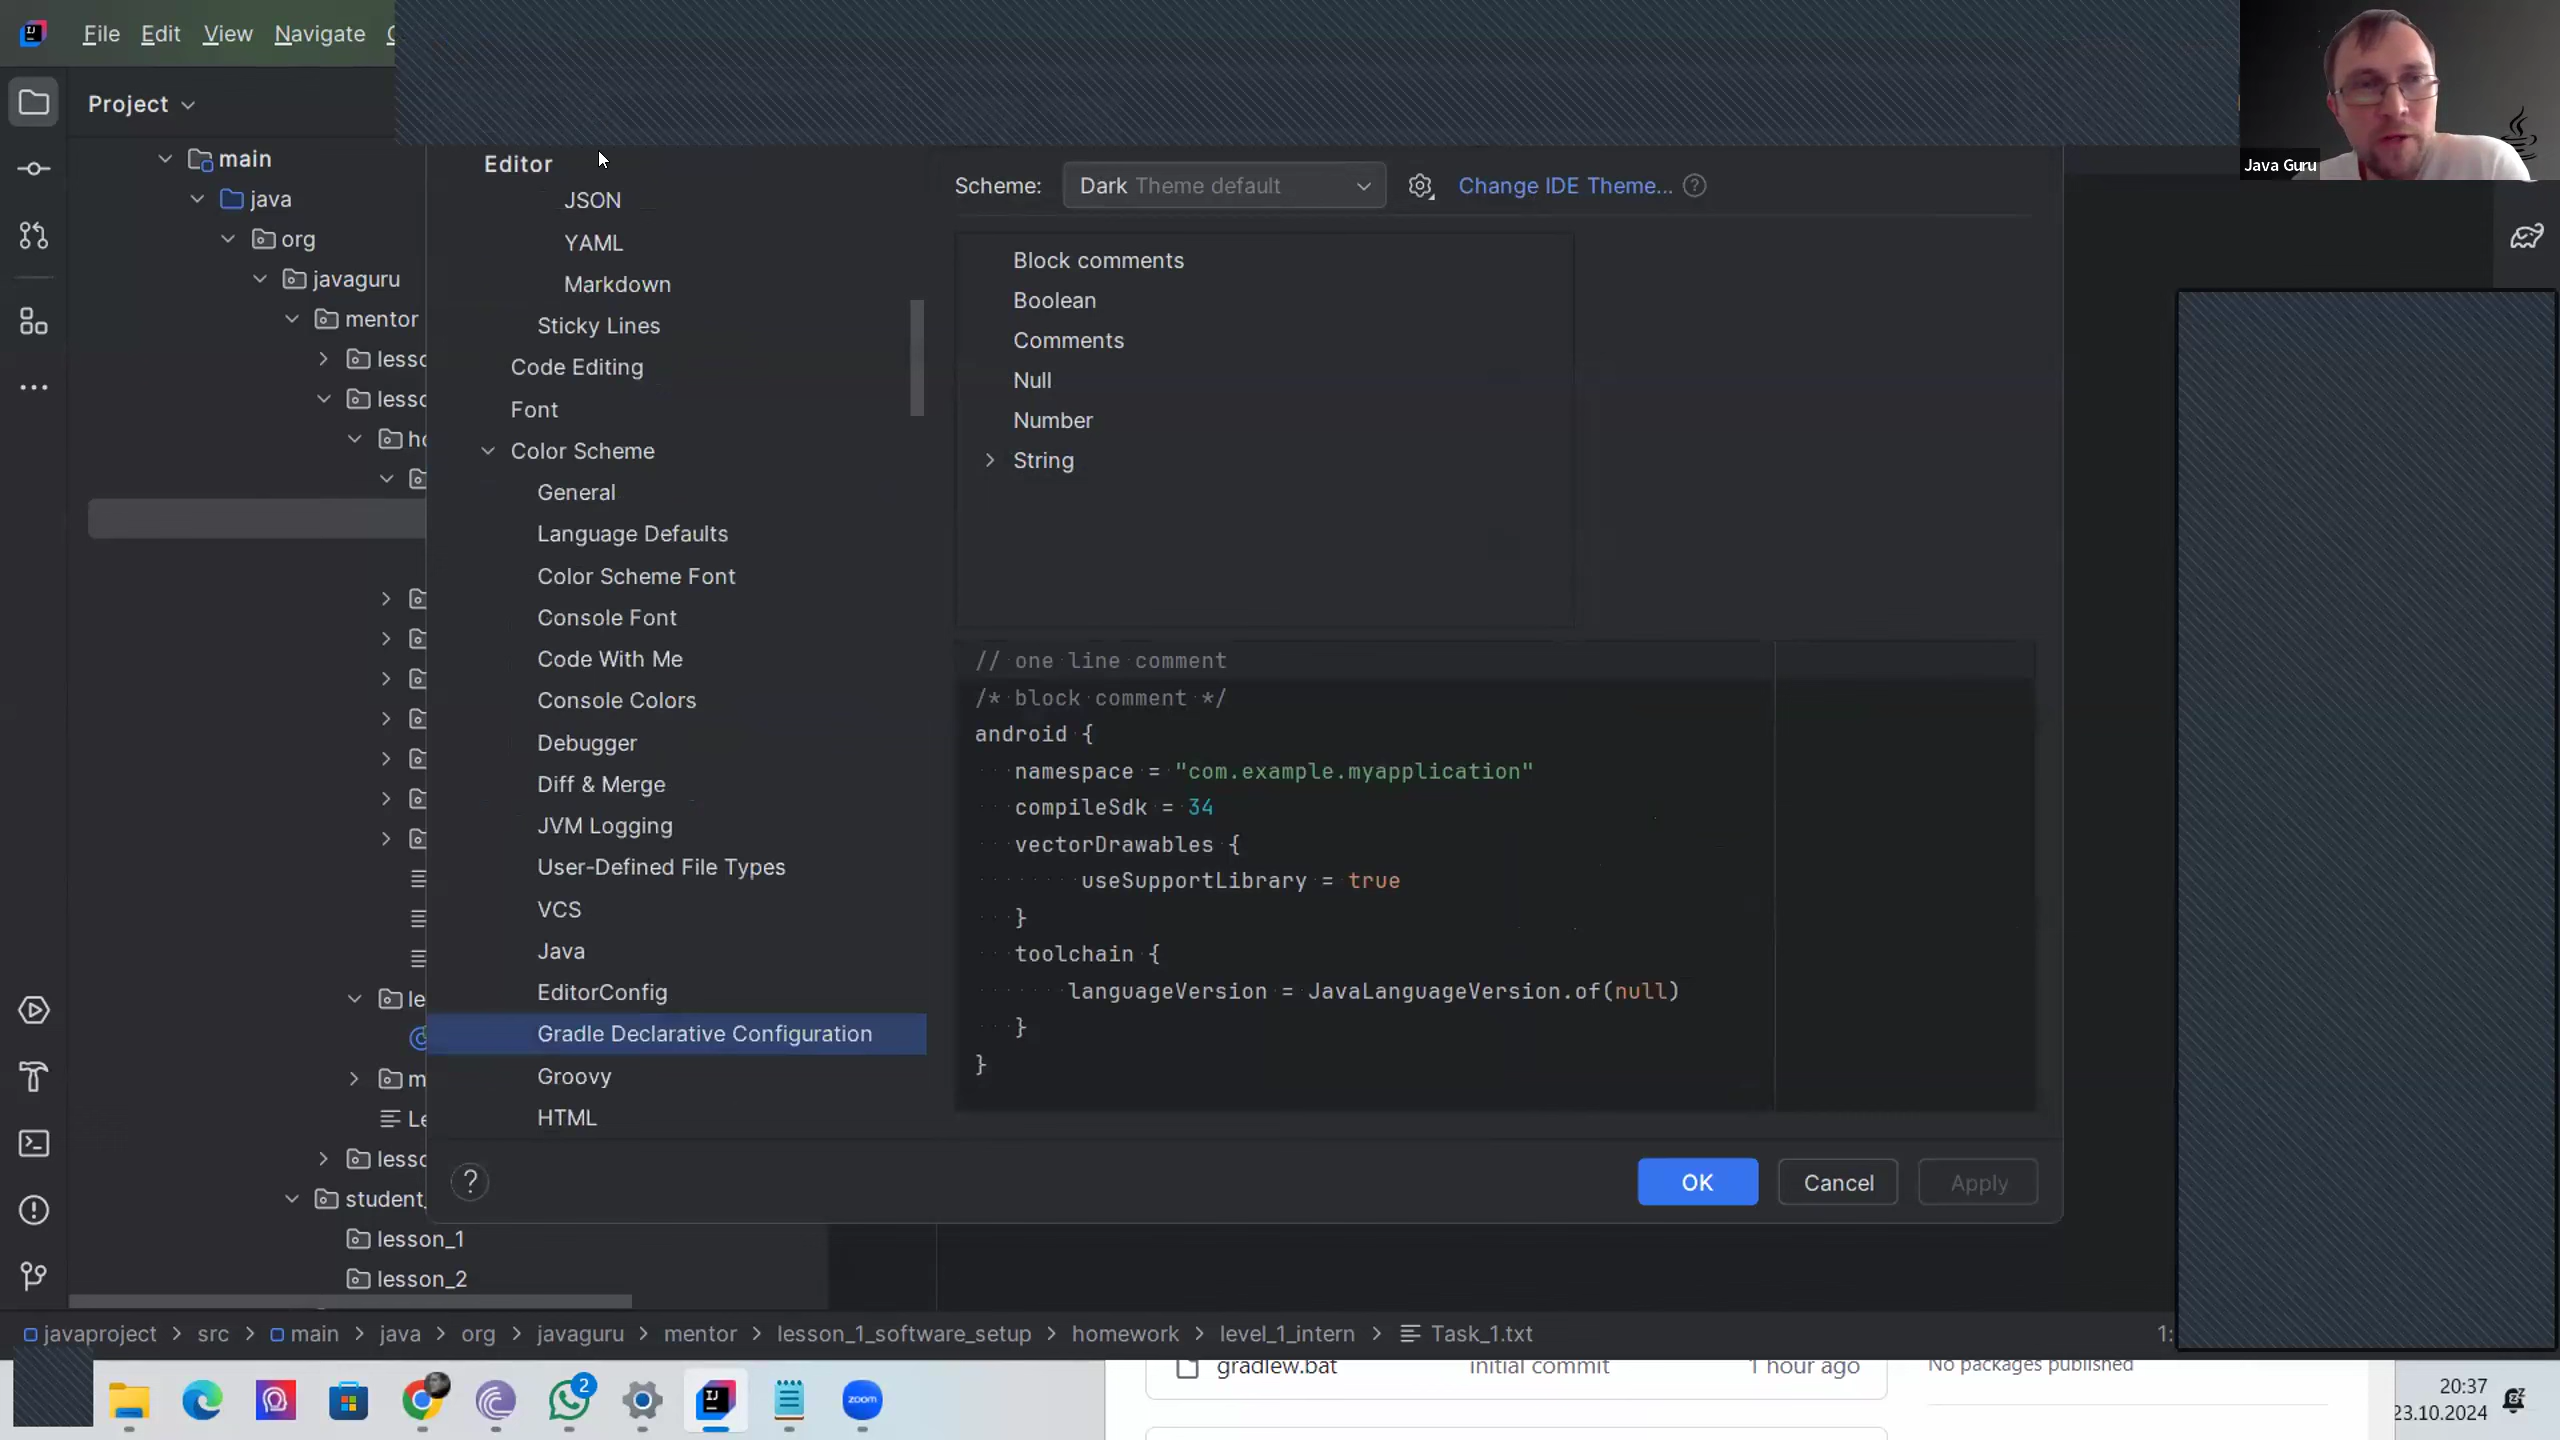 File Edit View Navigate
Java Guru
Project
main
java
org
javaguru
mentor
student_
lesson_1
lesson_2
Editor
JSON
YAML
Markdown
Sticky Lines
Code Editing
Font
Color Scheme
General
Language Defaults
Color Scheme Font
Console Font
Code With Me
Console Colors
Debugger
Diff & Merge
JVM Logging
User-Defined File Types
VCS
Java
EditorConfig
Gradle Declarative Configuration
Groovy
HTML
Scheme: Dark Theme default Change IDE Theme... ?
Block comments
Boolean
Comments
Null
Number
String
// one line comment
/* block comment */
android {
namespace = "com.example.myapplication"
compileSdk = 34
vectorDrawables {
useSupportLibrary = true
}
toolchain {
languageVersion = JavaLanguageVersion.of(null)
}
}
? OK Cancel Apply
javaproject > src > main > java > org > javaguru > mentor > lesson_1_software_setup > homework > level_1_intern > Task_1.txt 1:
gradlew.bat initial commit 1 hour ago No packages published
2
zoom
20:37
23.10.2024